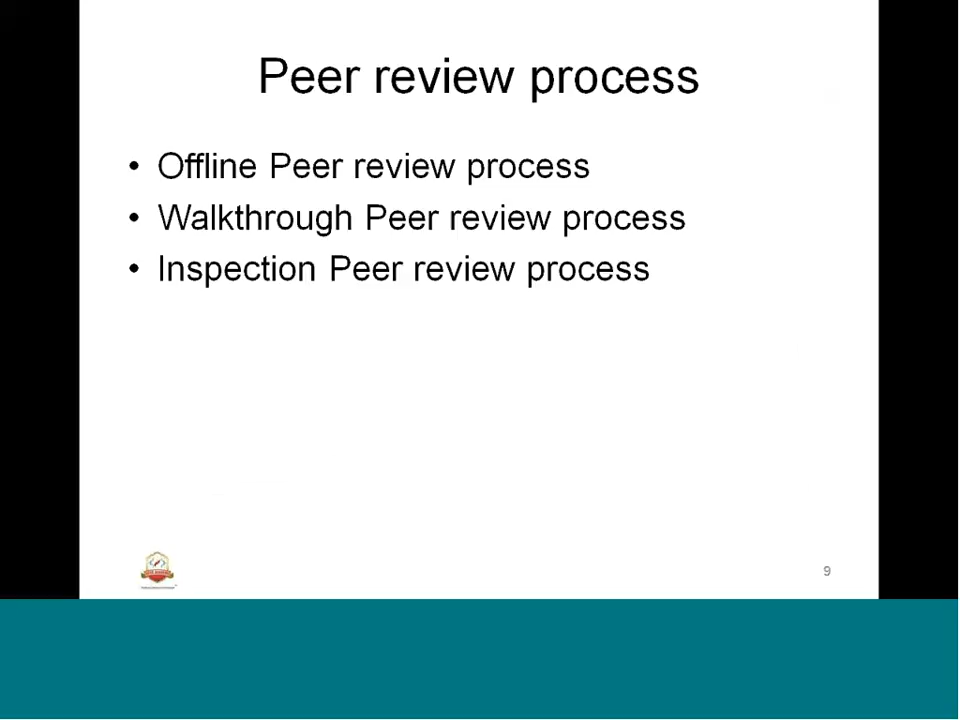 Peer review process
• Offline Peer review process
• Walkthrough Peer review process
• Inspection Peer review process
9